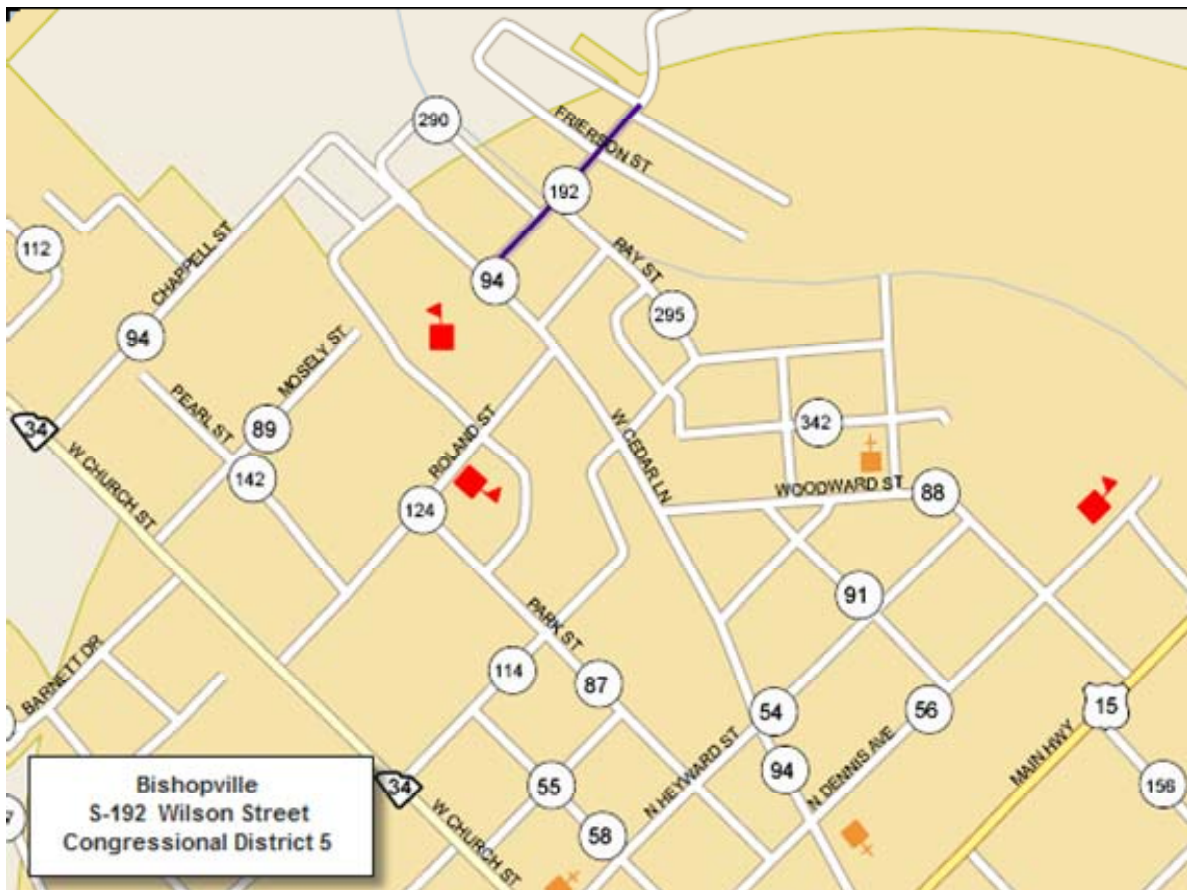 290
FRIERSON ST
192
112
CHAPPELL ST
94
RAY ST
94
295
MOSELY ST
PEARL ST
89
34
W CHURCH ST
142
ROLAND ST
W CEDAR LN
342
WOODWARD ST
88
124
91
PARK ST
BARNETT DR
114
87
54
56
15
N HEYWARD ST
N DENNIS AVE
MAIN HWY
94
34
55
156
58
W CHURCH ST
Bishopville
S-192 Wilson Street
Congressional District 5